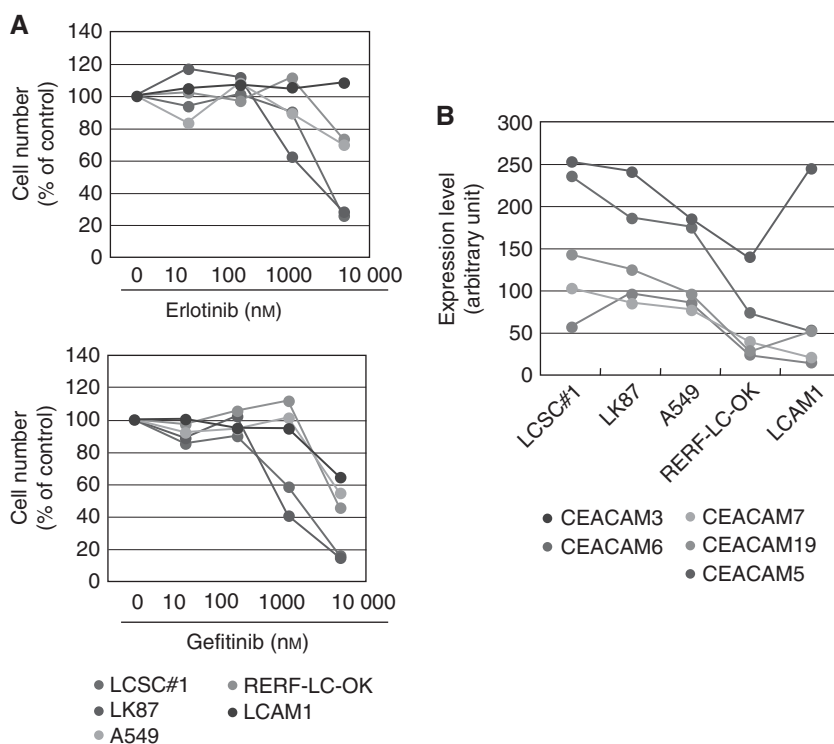 A
140
120
100
80
60
40
20
0
Cell number
(% of control)
0 10 100 1000 10 000
Erlotinib (nM)
140
120
100
80
60
40
20
0
Cell number
(% of control)
0 10 100 1000 10 000
Gefitinib (nM)
LCSC#1 RERF-LC-OK
LK87 LCAM1
A549
B
300
250
200
150
100
50
0
Expression level
(arbitrary unit)
LCSC#1 LK87 A549 RERF-LC-OK LCAM1
CEACAM3 CEACAM7
CEACAM6 CEACAM19
CEACAM5